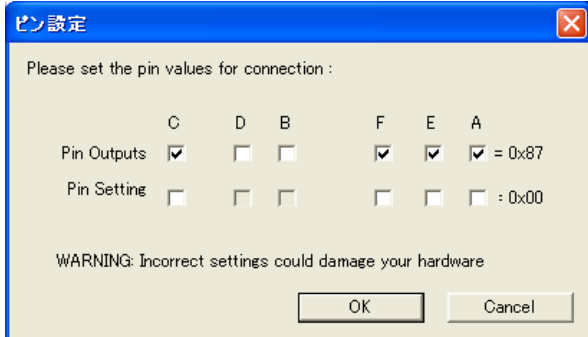 ピン設定
Please set the pin values for connection :
C D B F E A
Pin Outputs = 0x87
Pin Setting : 0x00
WARNING: Incorrect settings could damage your hardware
OK Cancel